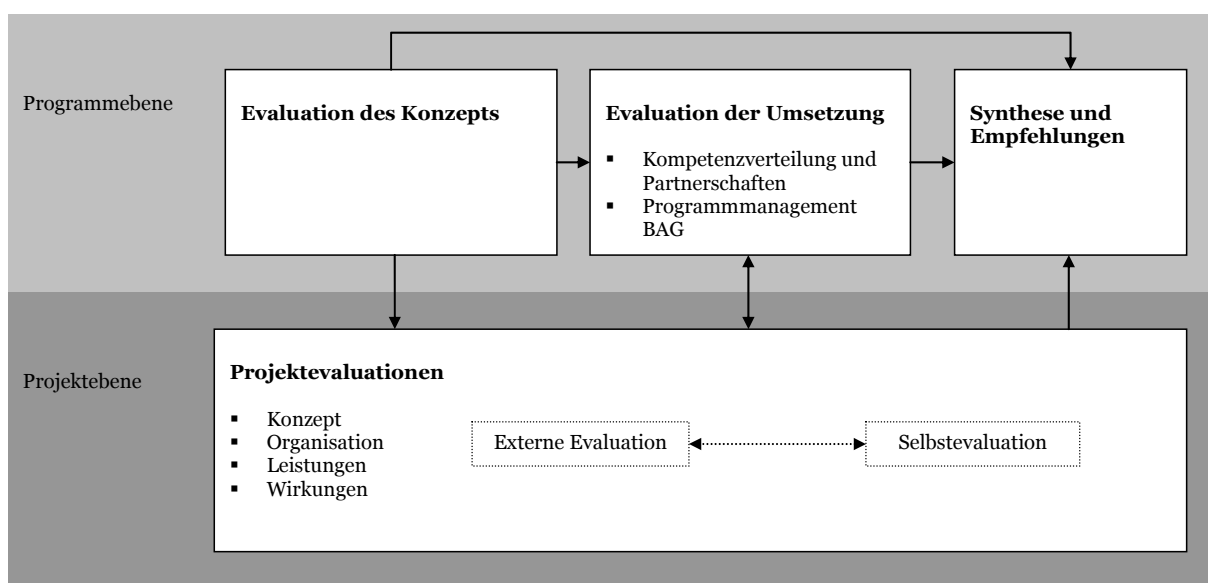 Programmebene
Evaluation des Konzepts
Evaluation der Umsetzung
▪ Kompetenzverteilung und
Partnerschaften
▪ Programmmanagement
BAG
Synthese und
Empfehlungen
Projektebene
Projektevaluationen
▪ Konzept
▪ Organisation
▪ Leistungen
▪ Wirkungen
Externe Evaluation
Selbstevaluation